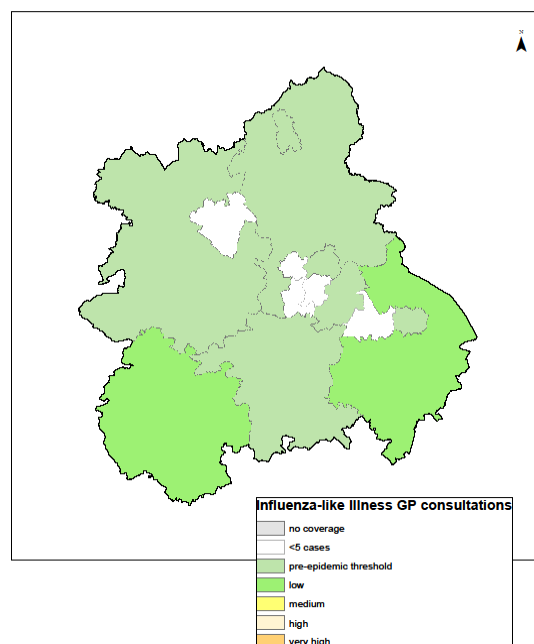 N
Influenza-like Illness GP consultations
no coverage
<5 cases
pre-epidemic threshold
low
medium
high
very high